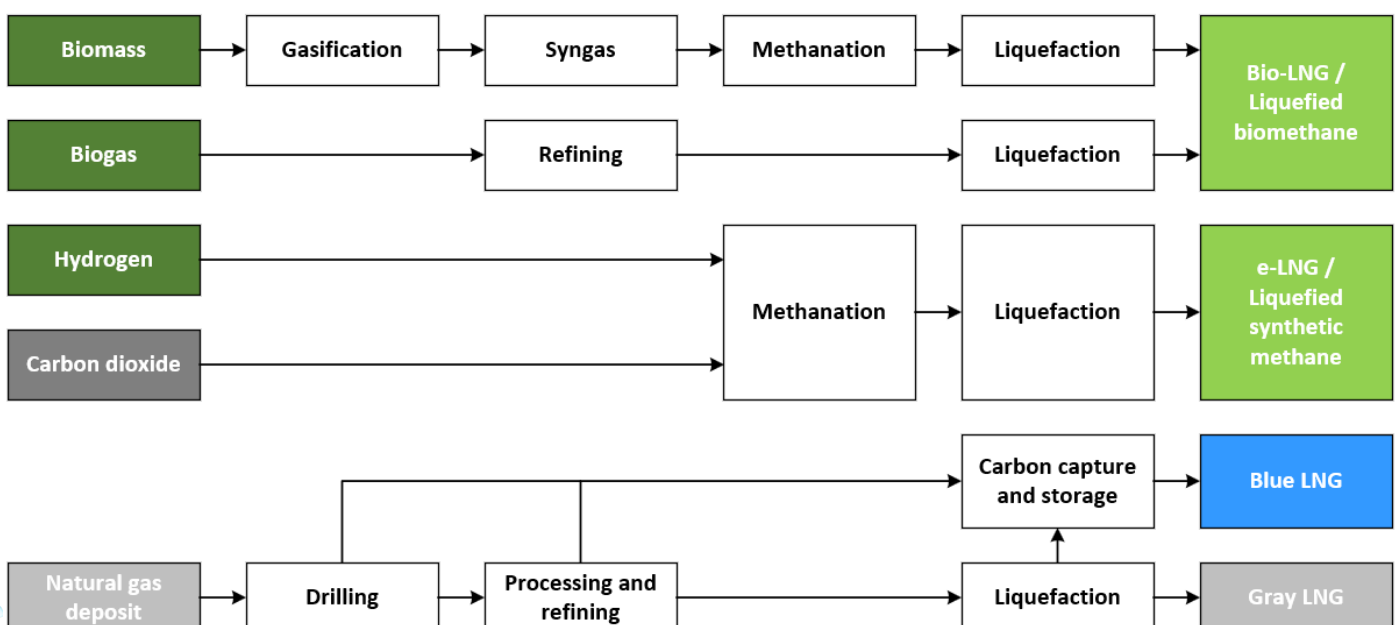 Biomass
Gasification
Syngas
Methanation
Liquefaction
Bio-LNG /
Liquefied
biomethane
Biogas
Refining
Liquefaction
Hydrogen
Carbon dioxide
Methanation
Liquefaction
e-LNG /
Liquefied
synthetic
methane
Carbon capture
and storage
Blue LNG
Natural gas
deposit
Drilling
Processing and
refining
Liquefaction
Gray LNG